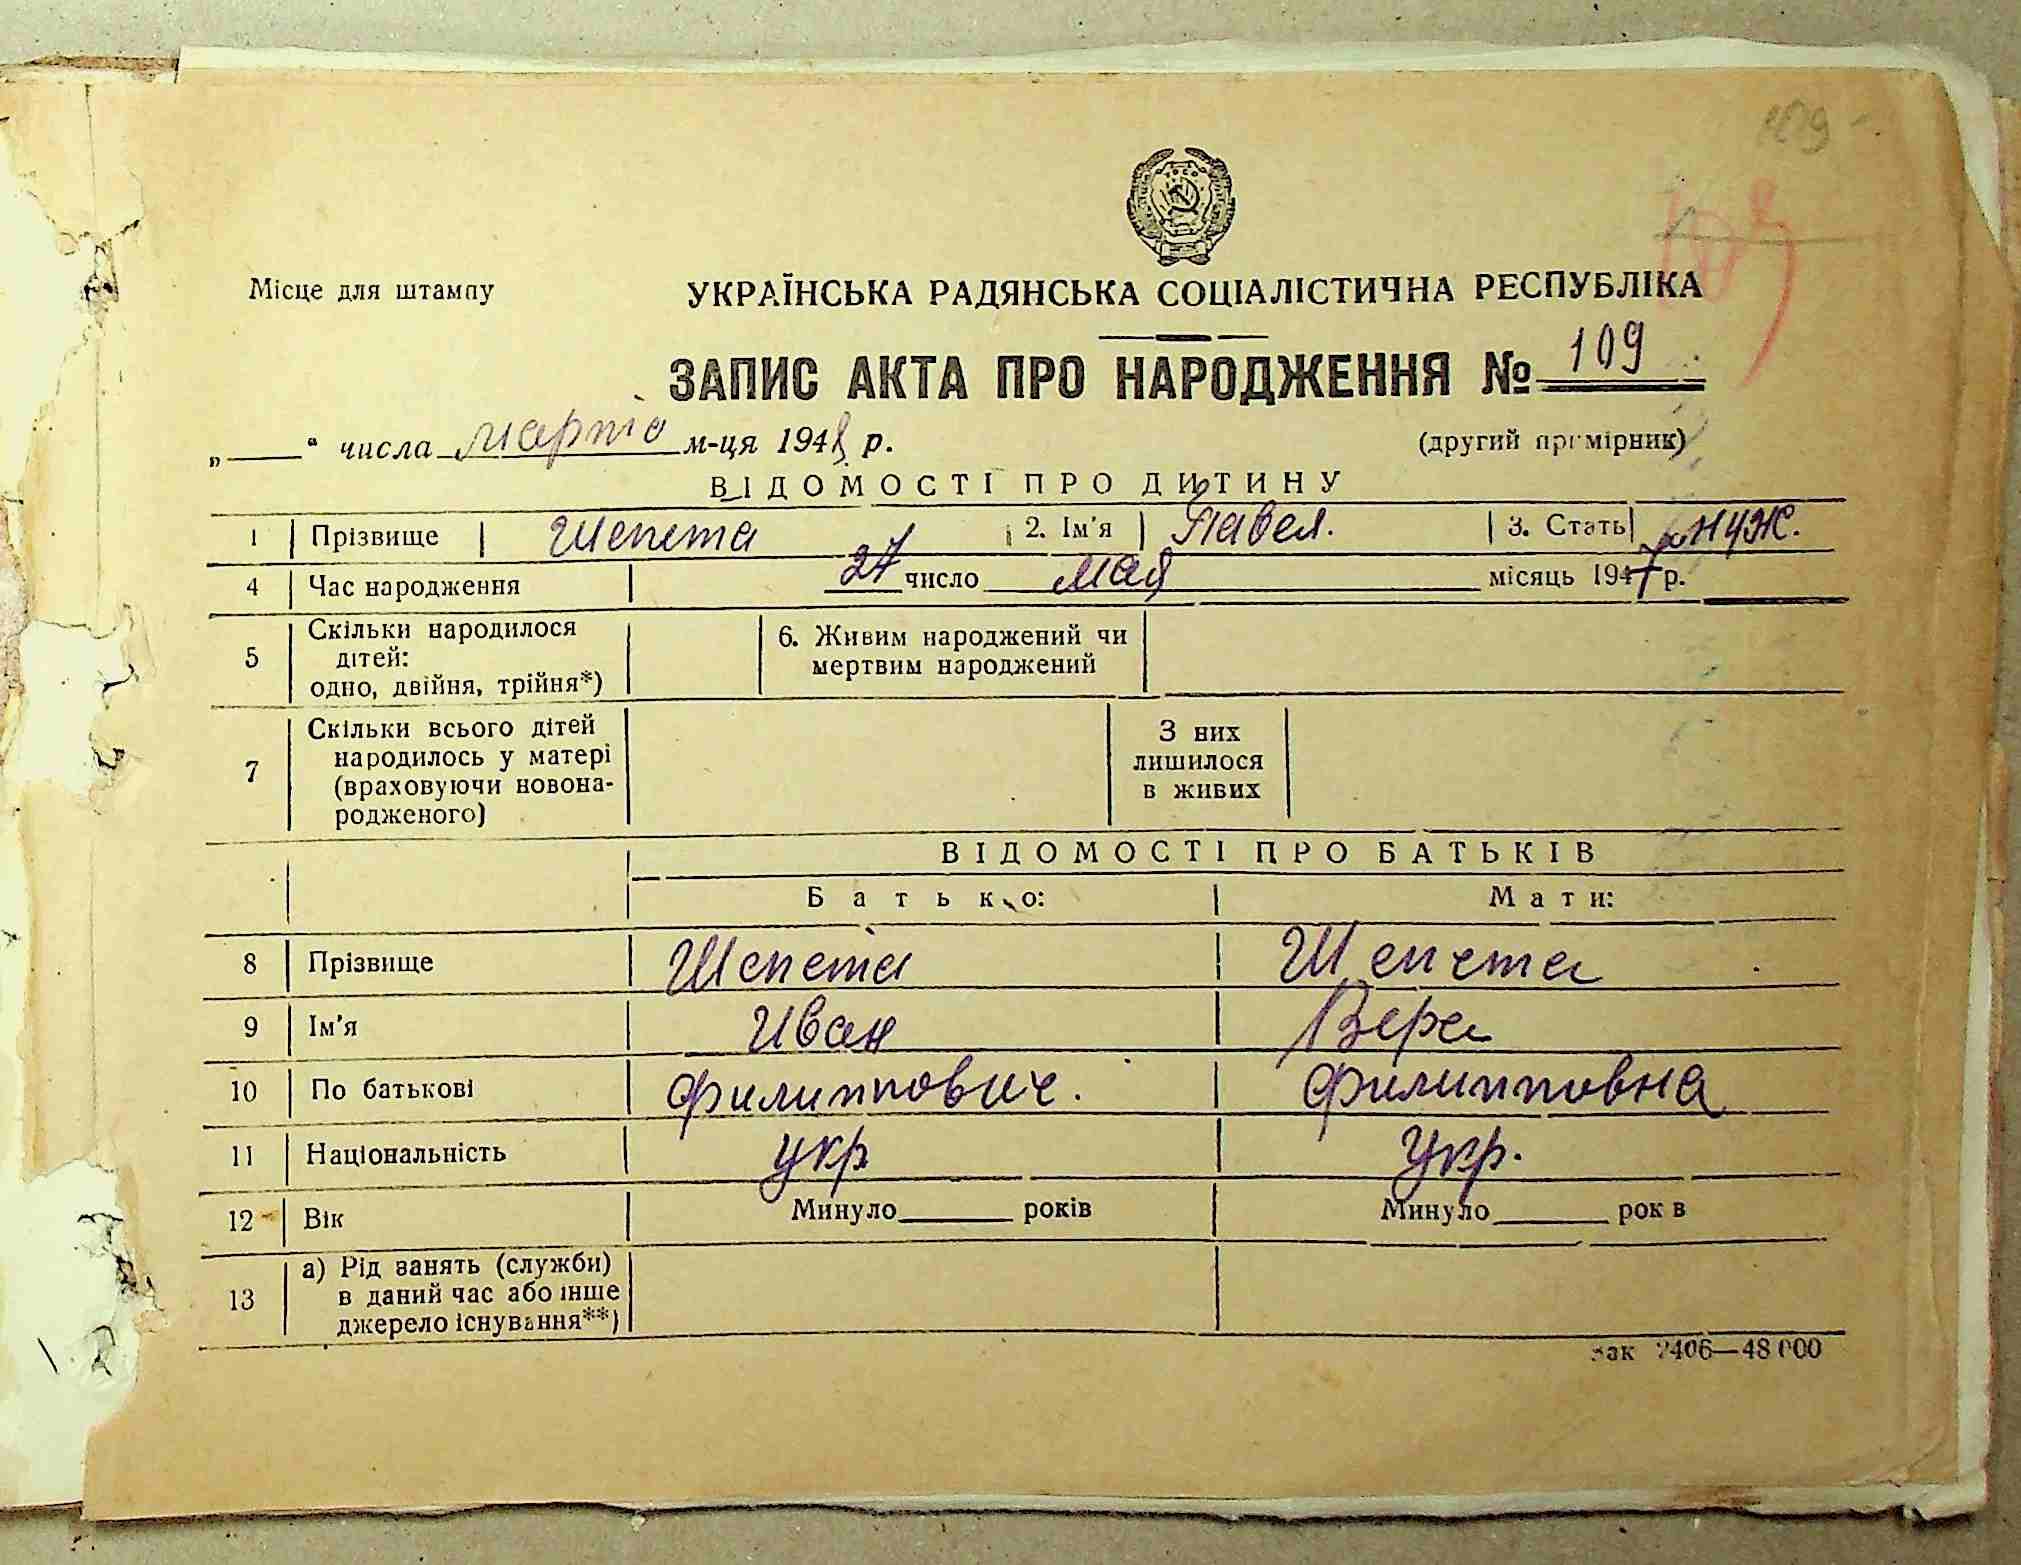 Місце для штампу
УКРАЇНСЬКА РАДЯНСЬКА СОЦІАЛІСТИЧНА РЕСПУБЛІКА
ЗАПИС АКТА ПРО НАРОДЖЕННЯ № 109
„ “ числа марта м-ця 1948 р. (другий примірник)
ВІДОМОСТІ ПРО ДИТИНУ
1 Прізвище Шепета 2. Ім'я Павел. 3. Стать муж.
4 Час народження 27 число мая місяць 1947 р.
5 Скільки народилося дітей: одно, двійня, трійня*) 6. Живим народжений чи мертвим народжений
7 Скільки всього дітей народилось у матері (враховуючи новонародженого) З них лишилося в живих
ВІДОМОСТІ ПРО БАТЬКІВ
Батько: Мати:
8 Прізвище Шепета Шепета
9 Ім'я Иван Вера
10 По батькові Филиппович. Филипповна
11 Національність укр Укр.
12 Вік Минуло років Минуло рок в
13 а) Рід занять (служби) в даний час або інше джерело існування**)
зак 2406—48 000